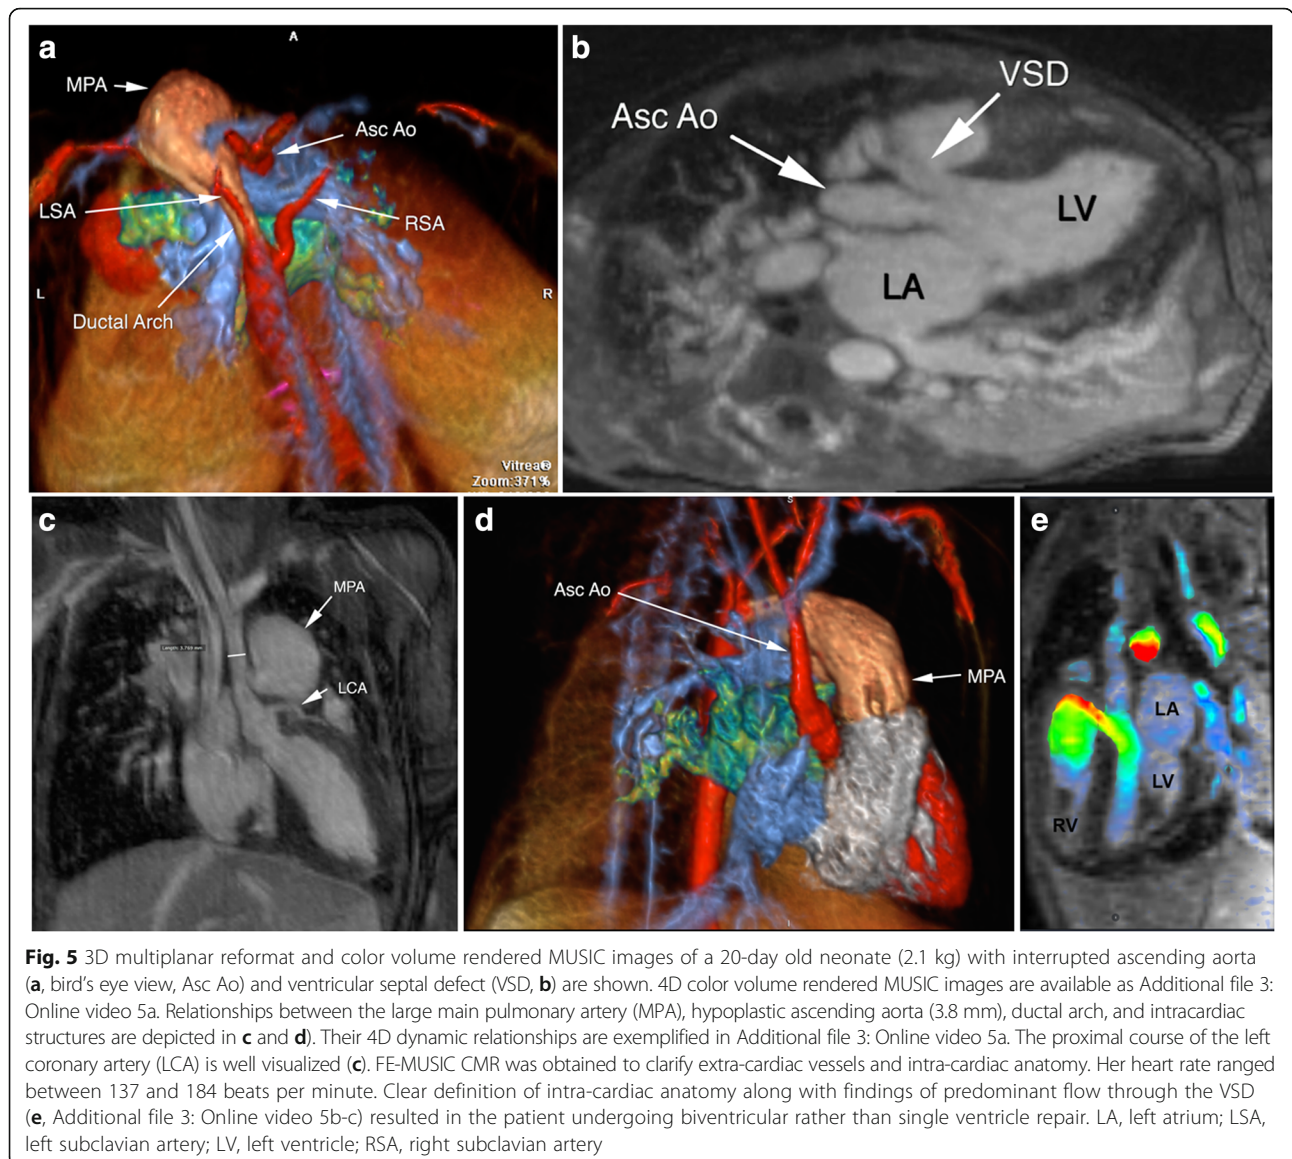 a
A
MPA
Asc Ao
LSA
RSA
L
R
Ductal Arch
Vitrea®
Zoom:371%
b
VSD
Asc Ao
LV
LA
c
MPA
Length: 3.769 mm
LCA
d
S
Asc Ao
MPA
e
LA
LV
RV
Fig. 5 3D multiplanar reformat and color volume rendered MUSIC images of a 20-day old neonate (2.1 kg) with interrupted ascending aorta
(a, bird's eye view, Asc Ao) and ventricular septal defect (VSD, b) are shown. 4D color volume rendered MUSIC images are available as Additional file 3:
Online video 5a. Relationships between the large main pulmonary artery (MPA), hypoplastic ascending aorta (3.8 mm), ductal arch, and intracardiac
structures are depicted in c and d). Their 4D dynamic relationships are exemplified in Additional file 3: Online video 5a. The proximal course of the left
coronary artery (LCA) is well visualized (c). FE-MUSIC CMR was obtained to clarify extra-cardiac vessels and intra-cardiac anatomy. Her heart rate ranged
between 137 and 184 beats per minute. Clear definition of intra-cardiac anatomy along with findings of predominant flow through the VSD
(e, Additional file 3: Online video 5b-c) resulted in the patient undergoing biventricular rather than single ventricle repair. LA, left atrium; LSA,
left subclavian artery; LV, left ventricle; RSA, right subclavian artery